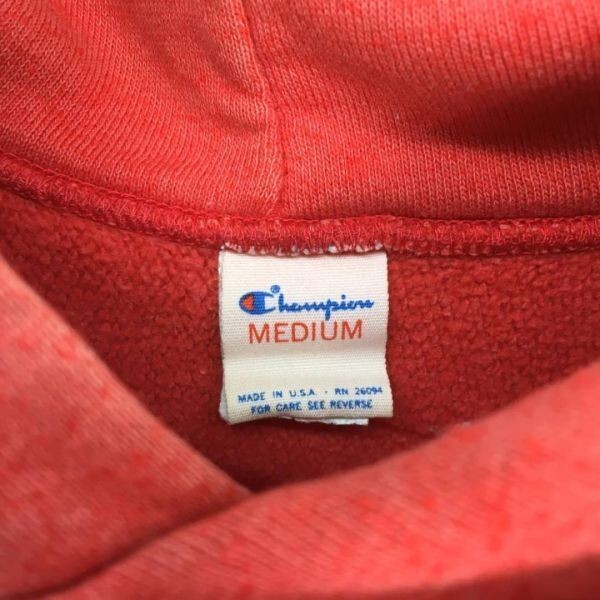 Champion®
MEDIUM
MADE IN U.S.A. · RN 26094
FOR CARE SEE REVERSE